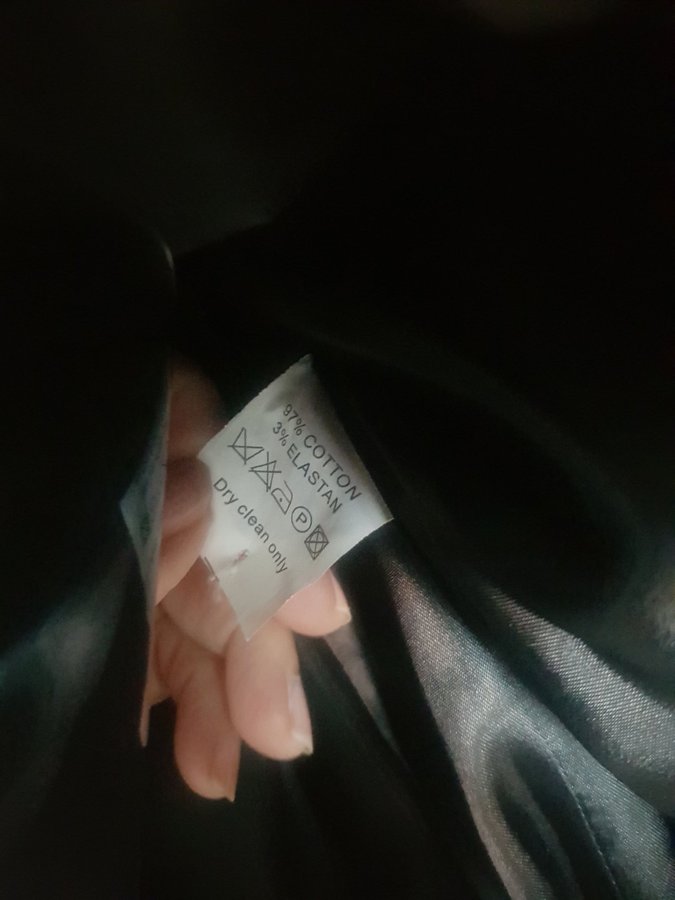 97% COTTON
3% ELASTAN
P
Dry clean only